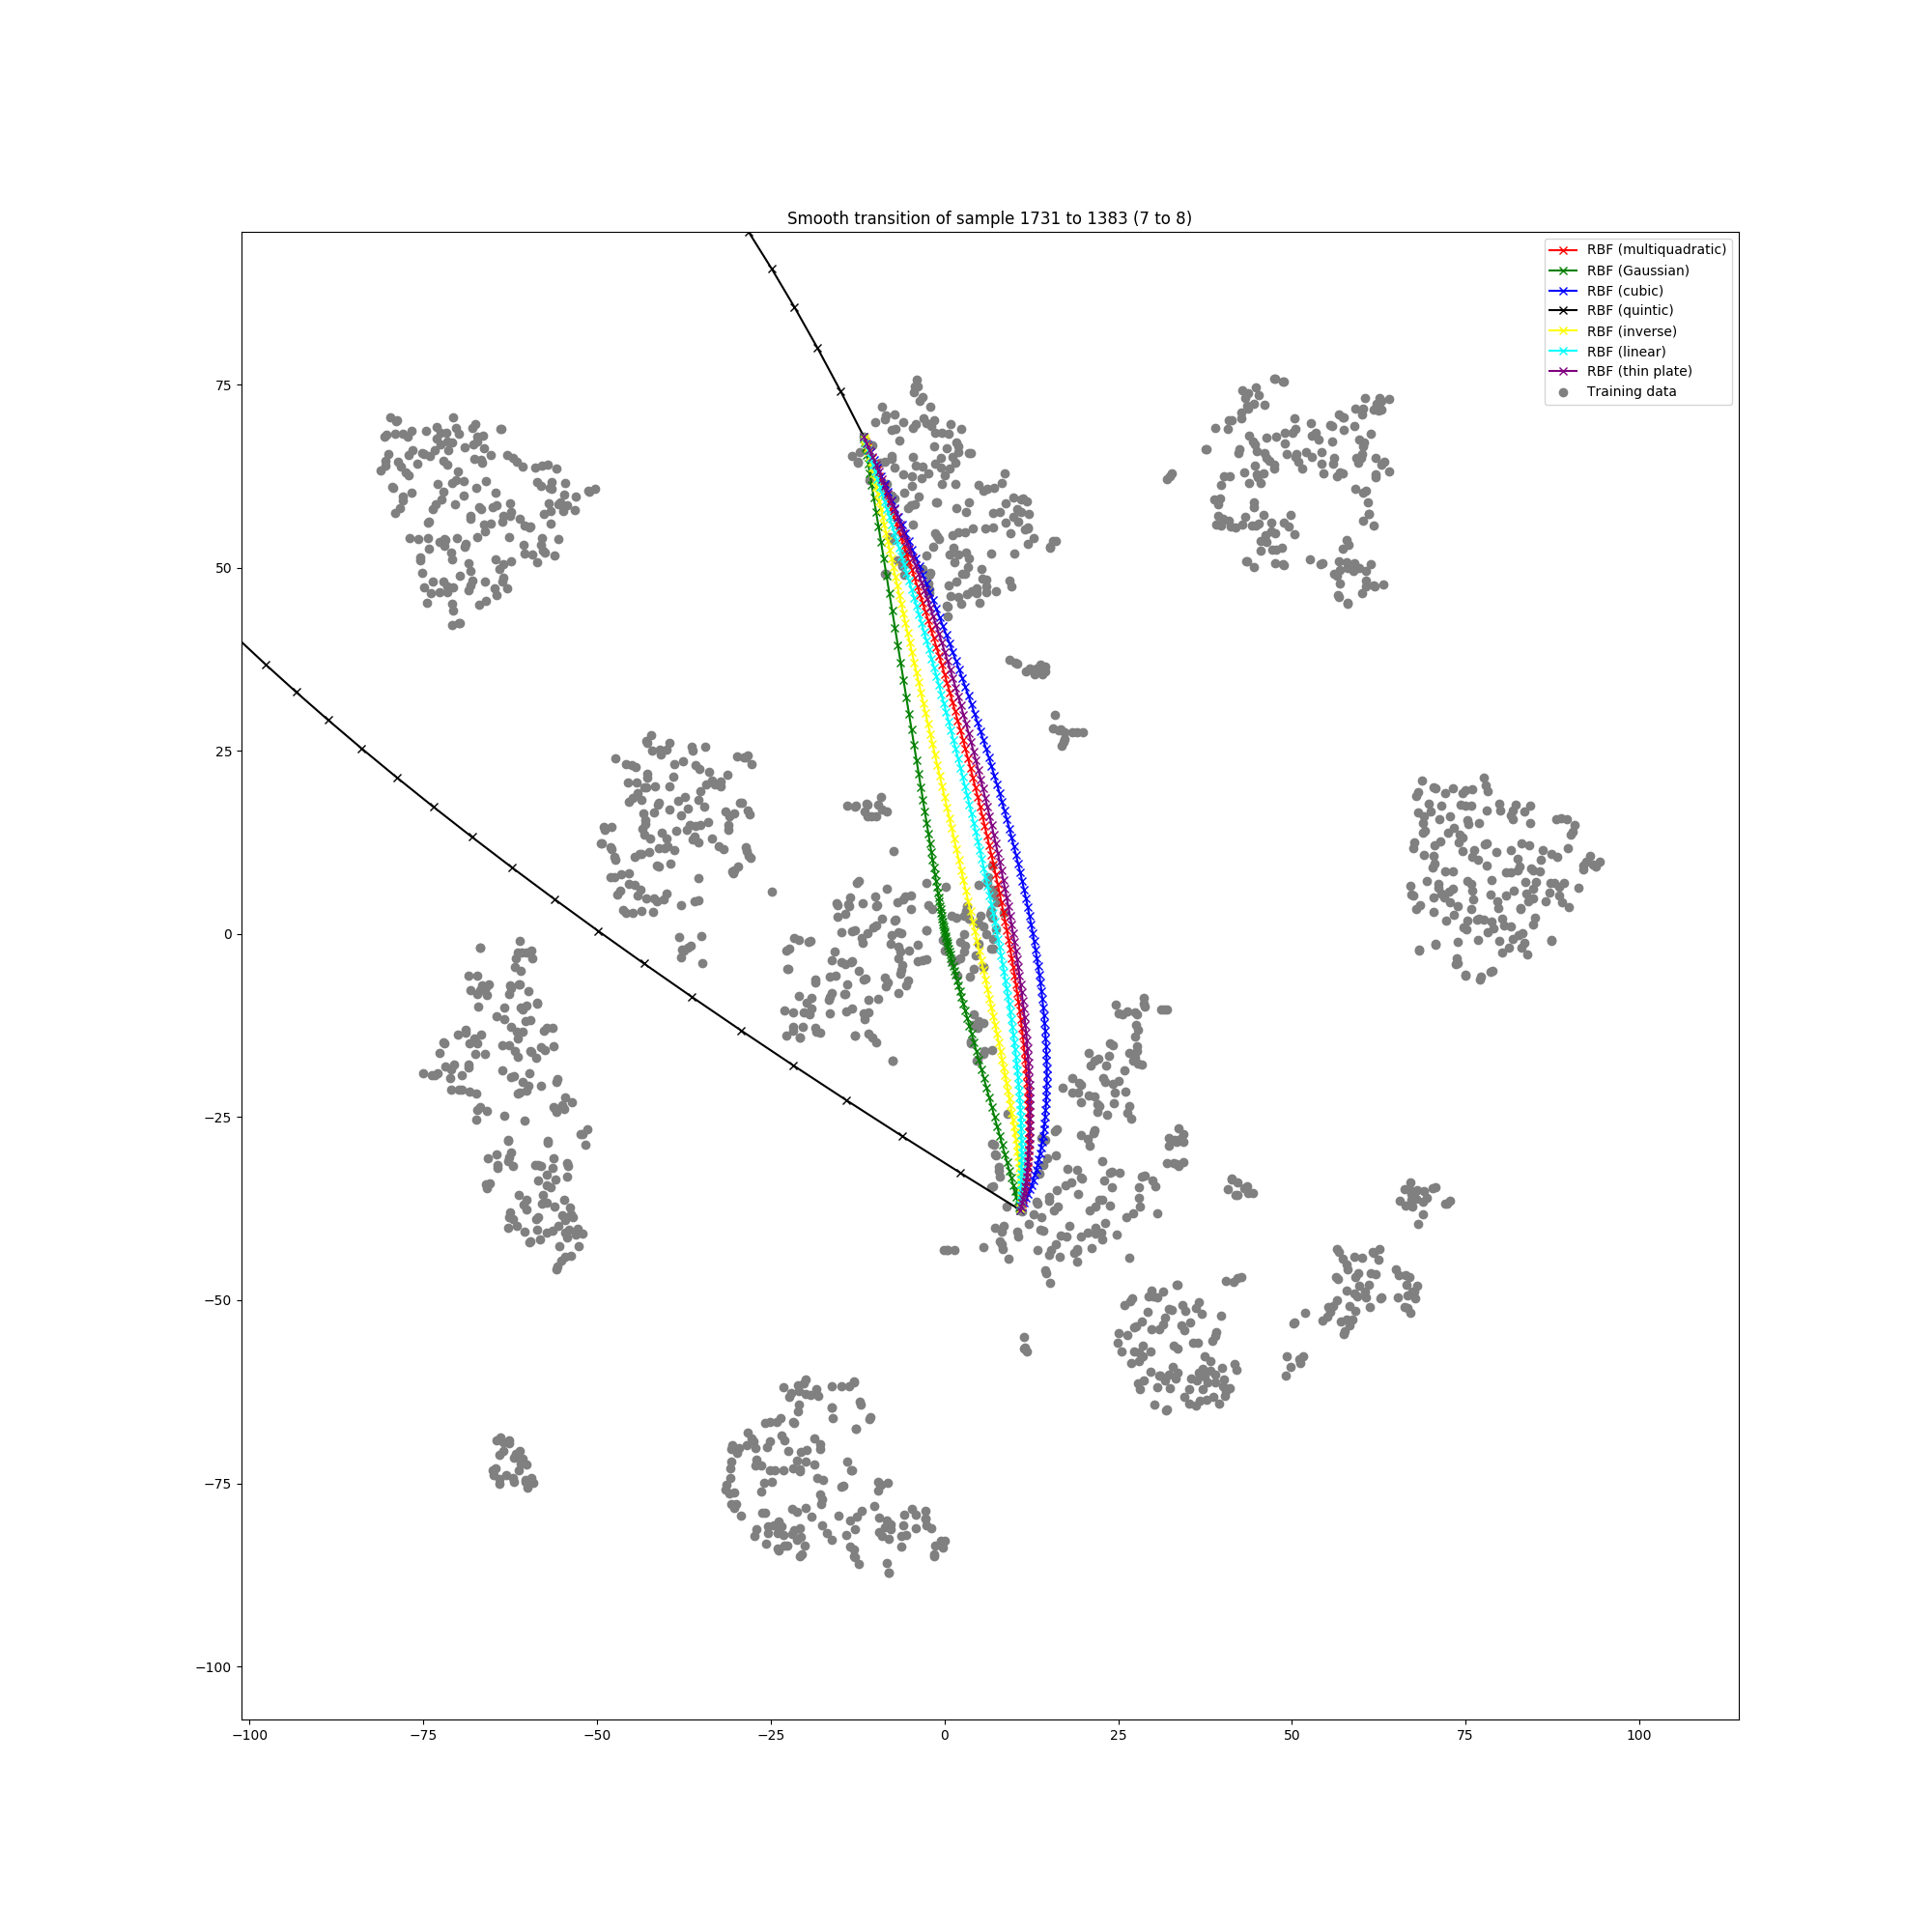 Smooth transition of sample 1731 to 1383 (7 to 8)
RBF (multiquadratic)
RBF (Gaussian)
RBF (cubic)
RBF (quintic)
RBF (inverse)
RBF (linear)
RBF (thin plate)
Training data
75
50
25
0
−25
−50
−75
−100
−100 −75 −50 −25 0 25 50 75 100